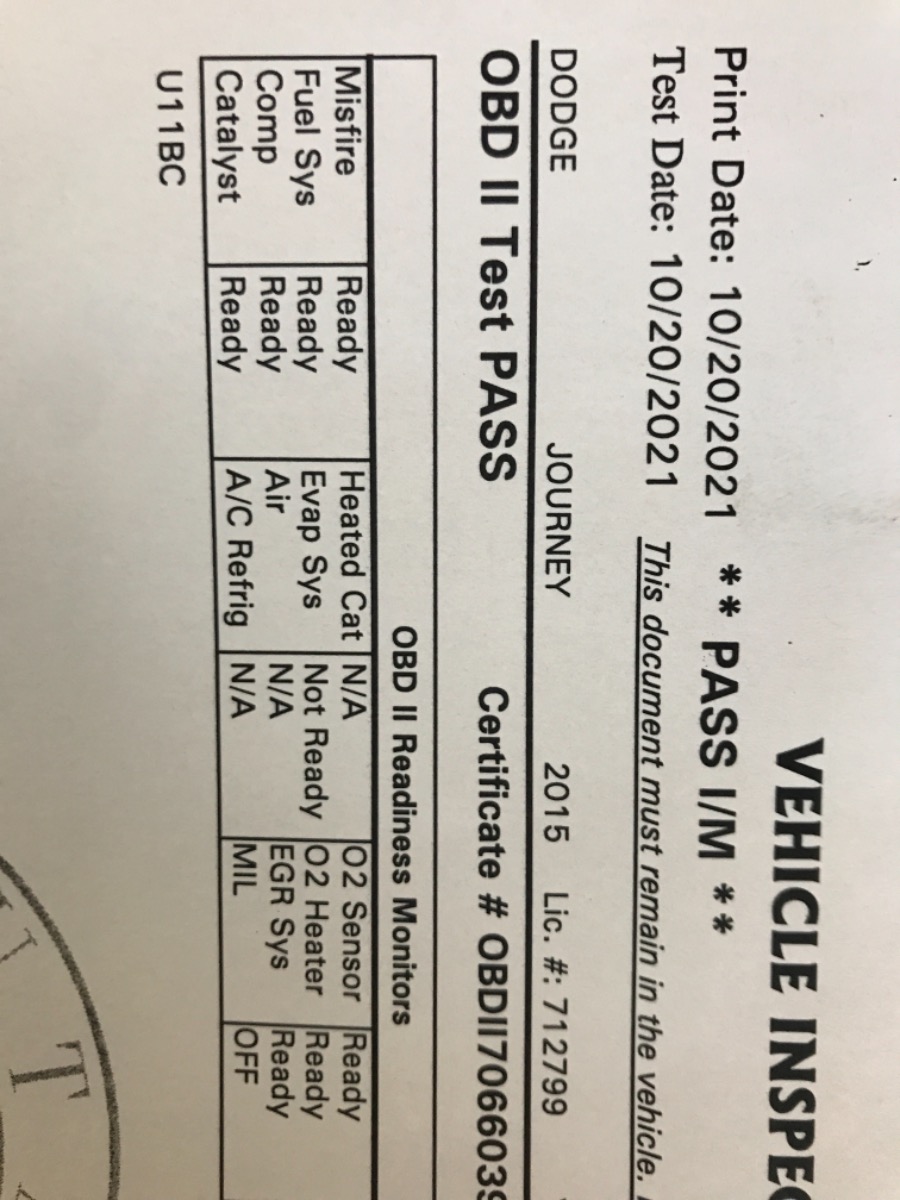 VEHICLE INSPEC
Print Date: 10/20/2021 ** PASS I/M **
Test Date: 10/20/2021 This document must remain in the vehicle.
DODGE JOURNEY 2015 Lic. #: 712799
OBD II Test PASS Certificate # OBDII7066039
OBD II Readiness Monitors
Misfire Ready Heated Cat N/A O2 Sensor Ready
Fuel Sys Ready Evap Sys Not Ready O2 Heater Ready
Comp Ready Air N/A EGR Sys Ready
Catalyst Ready A/C Refrig N/A MIL OFF
U11BC